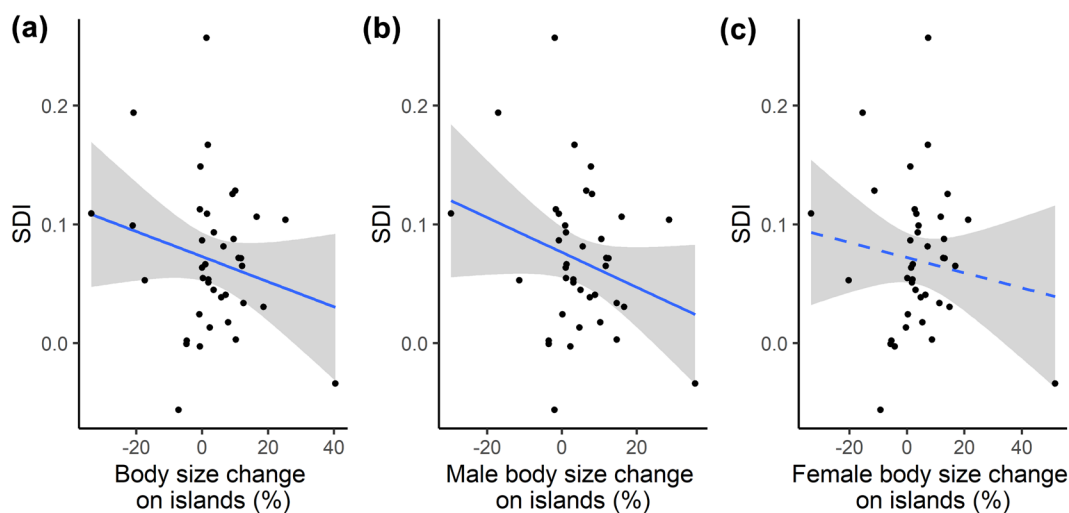 (a)
SDI
0.2
0.1
0.0
-20 0 20 40
Body size change
on islands (%)
(b)
SDI
0.2
0.1
0.0
-20 0 20
Male body size change
on islands (%)
(c)
SDI
0.2
0.1
0.0
-20 0 20 40
Female body size change
on islands (%)